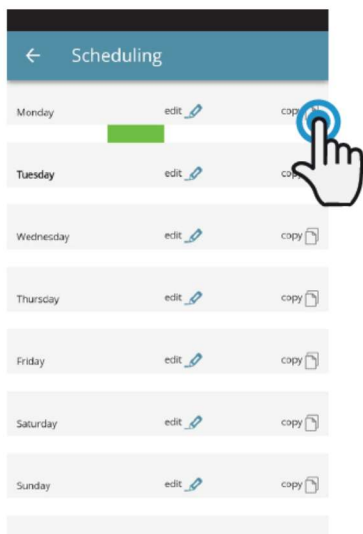 ← Scheduling
Monday edit copy
Tuesday edit copy
Wednesday edit copy
Thursday edit copy
Friday edit copy
Saturday edit copy
Sunday edit copy